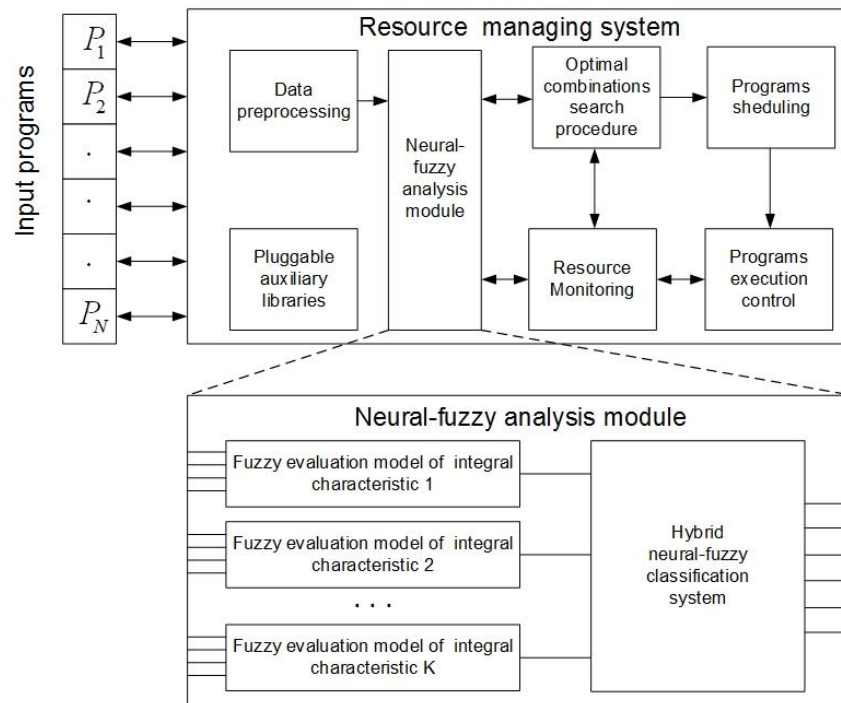 Input programs
P1
P2
.
.
.
PN
Resource managing system
Data
preprocessing
Neural-
fuzzy
analysis
module
Optimal
combinations
search
procedure
Programs
sheduling
Pluggable
auxiliary
libraries
Resource
Monitoring
Programs
execution
control
Neural-fuzzy analysis module
Fuzzy evaluation model of integral
characteristic 1
Fuzzy evaluation model of integral
characteristic 2
. . .
Fuzzy evaluation model of integral
characteristic K
Hybrid
neural-fuzzy
classification
system